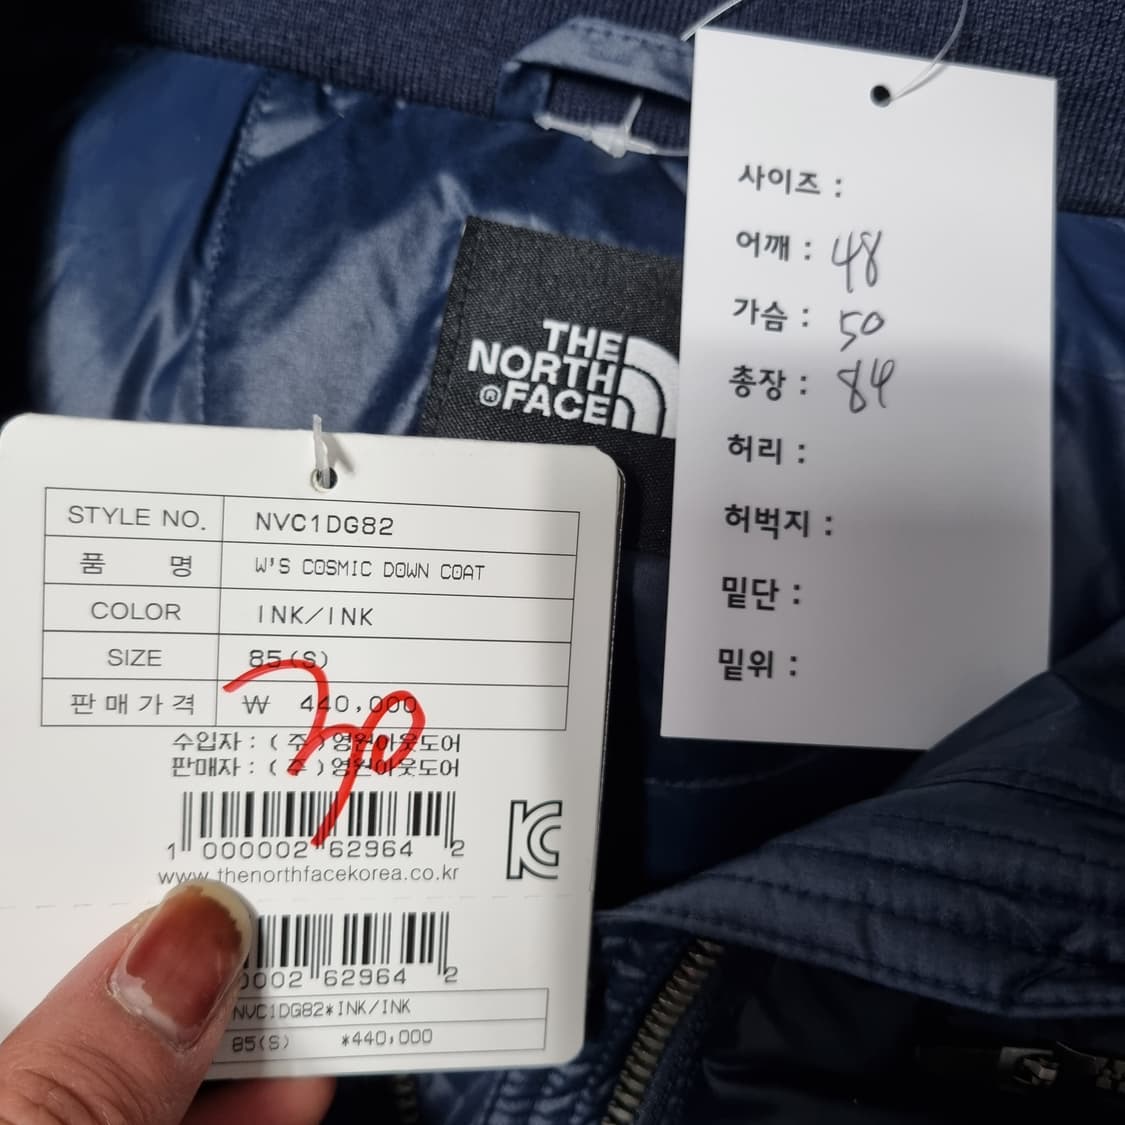 사이즈 :
어깨 : 48
가슴 : 50
총장 : 84
허리 :
허벅지 :
밑단 :
밑위 :
THE
NORTH
®FACE
STYLE NO. NVC1DG82
품 명 W'S COSMIC DOWN COAT
COLOR INK/INK
SIZE 85(S)
판매가격 ₩ 440,000
수입자 : ( 주 ) 영원아웃도어
판매자 : ( 주 ) 영원아웃도어
1 000002 62964 2
www.thenorthfacekorea.co.kr
62964 2
NVC1DG82*INK/INK
85(S) *440,000